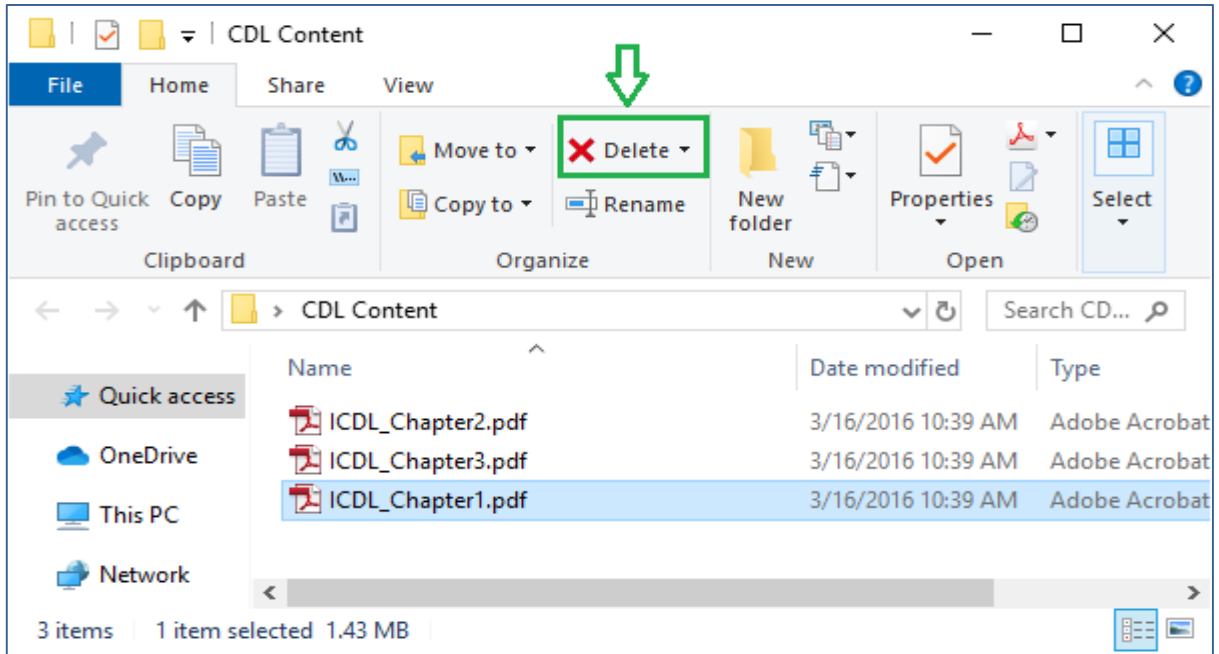 CDL Content
File Home Share View
Pin to Quick access
Copy
Paste
Move to
Copy to
Delete
Rename
New folder
Properties
Select
Clipboard Organize New Open
CDL Content
Search CD...
Name Date modified Type
Quick access
OneDrive
This PC
Network
ICDL_Chapter2.pdf 3/16/2016 10:39 AM Adobe Acrobat
ICDL_Chapter3.pdf 3/16/2016 10:39 AM Adobe Acrobat
ICDL_Chapter1.pdf 3/16/2016 10:39 AM Adobe Acrobat
3 items 1 item selected 1.43 MB